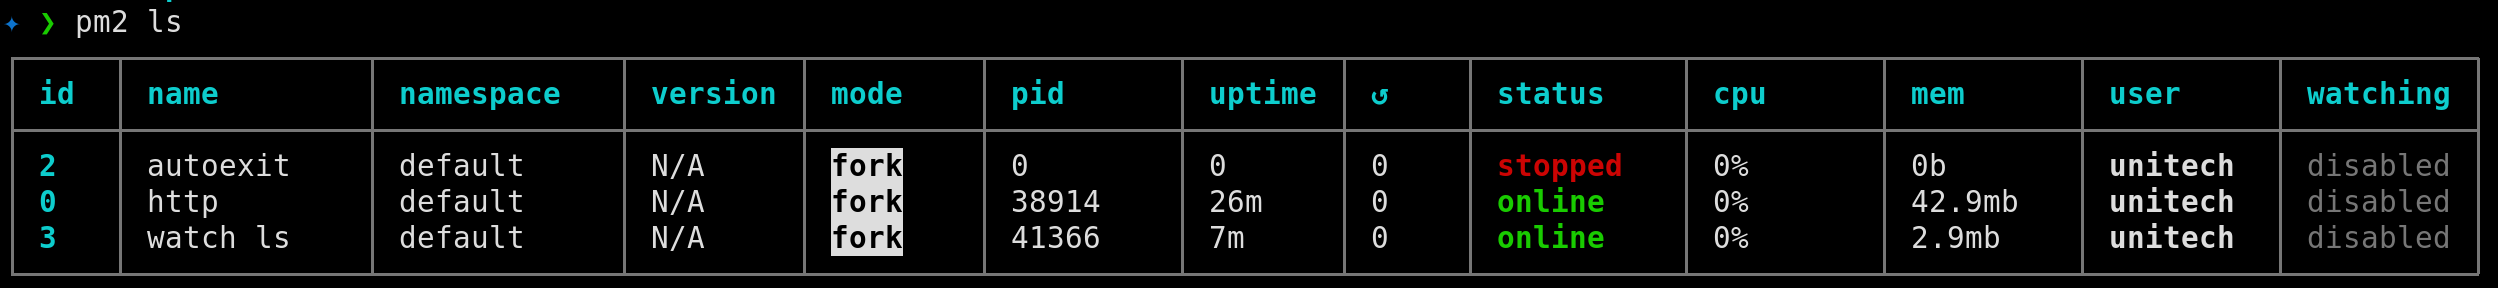 ✦ ❯ pm2 ls
id name namespace version mode pid uptime ↺ status cpu mem user watching
2 autoexit default N/A fork 0 0 0 stopped 0% 0b unitech disabled
0 http default N/A fork 38914 26m 0 online 0% 42.9mb unitech disabled
3 watch ls default N/A fork 41366 7m 0 online 0% 2.9mb unitech disabled